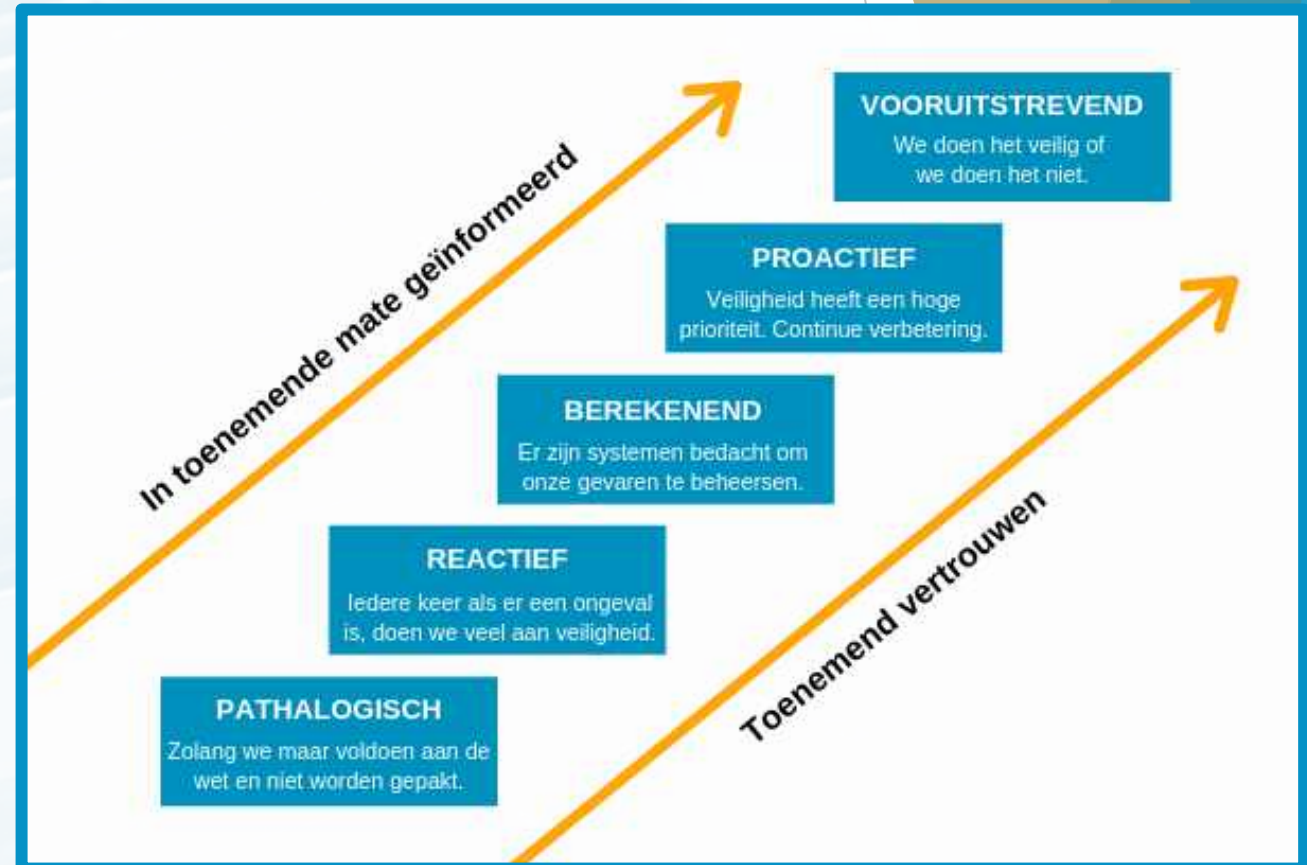 In toenemende mate geïnformeerd
VOORUITSTREVEND
We doen het veilig of
we doen het niet.
PROACTIEF
Veiligheid heeft een hoge
prioriteit. Continue verbetering.
BEREKENEND
Er zijn systemen bedacht om
onze gevaren te beheersen.
REACTIEF
Iedere keer als er een ongeval
is, doen we veel aan veiligheid.
PATHALOGISCH
Zolang we maar voldoen aan de
wet en niet worden gepakt.
Toenemend vertrouwen